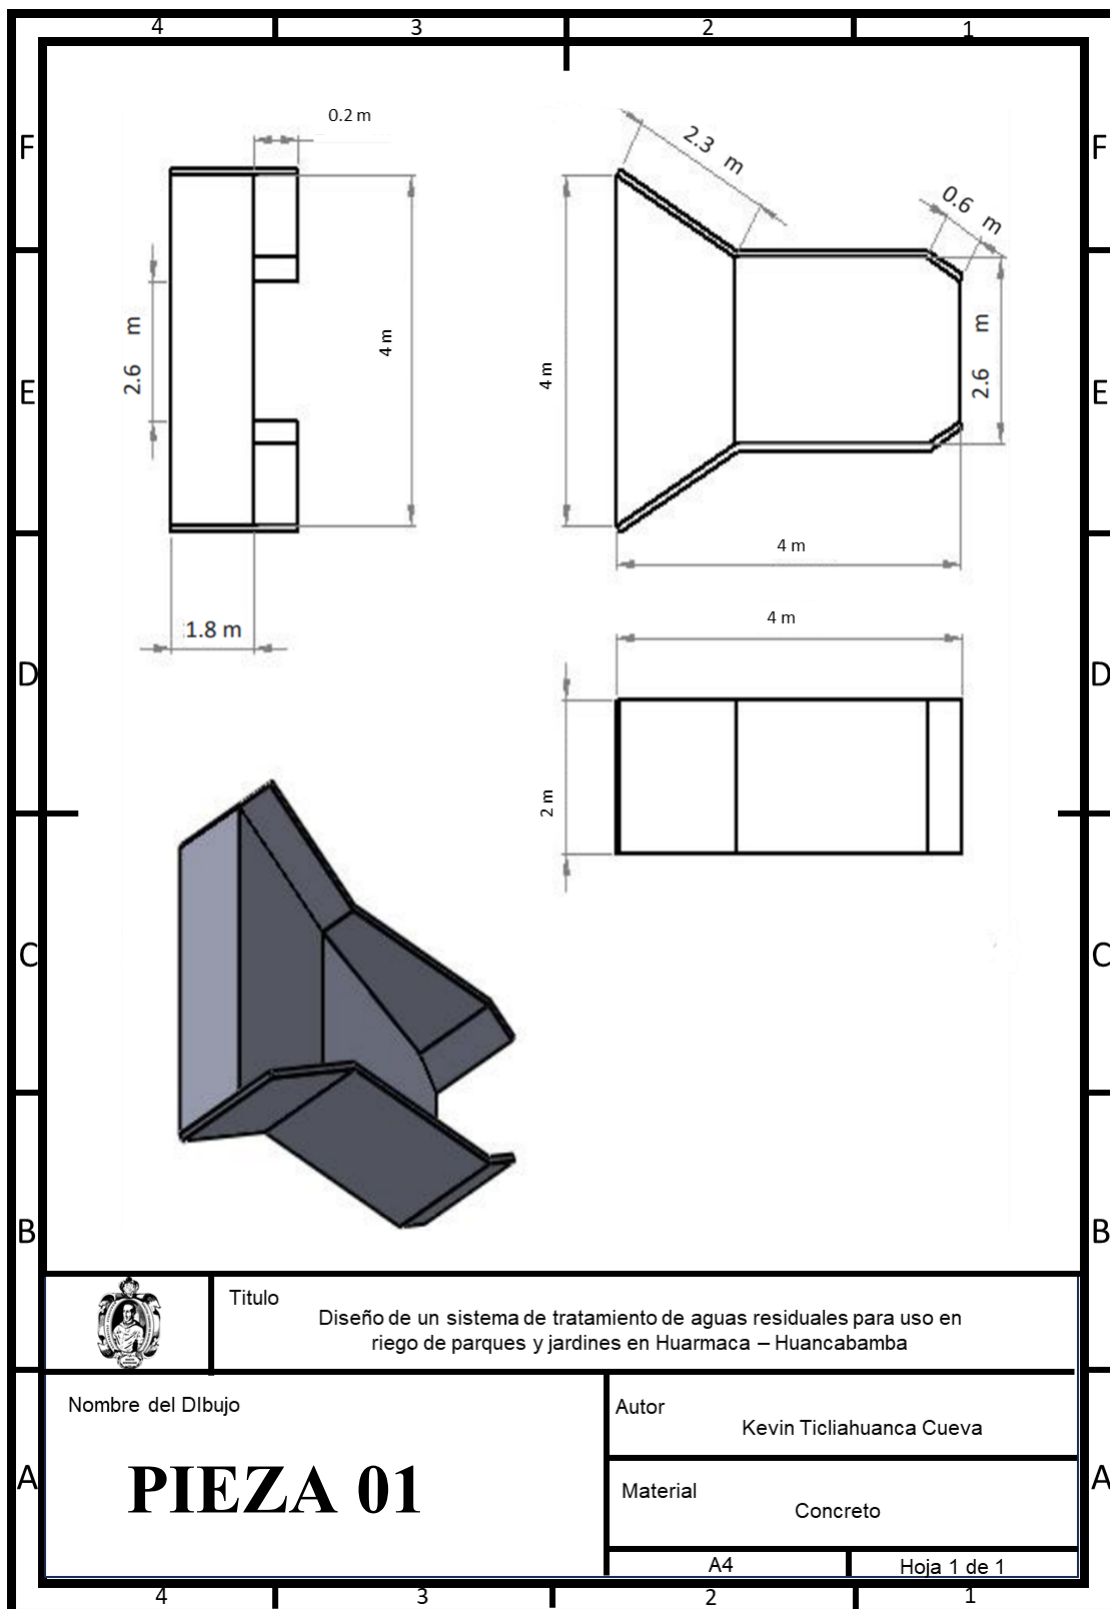 4 3 2 1
F F
0.2 m
2.3 m
0.6 m
E E
2.6 m
4 m
4 m
2.6 m
4 m
4 m
1.8 m
D D
2 m
C C
B B
Titulo
Diseño de un sistema de tratamiento de aguas residuales para uso en
riego de parques y jardines en Huarmaca – Huancabamba
Nombre del DIbujo
PIEZA 01
Autor
Kevin Ticliahuanca Cueva
A A
Material
Concreto
A4
Hoja 1 de 1
4 3 2 1